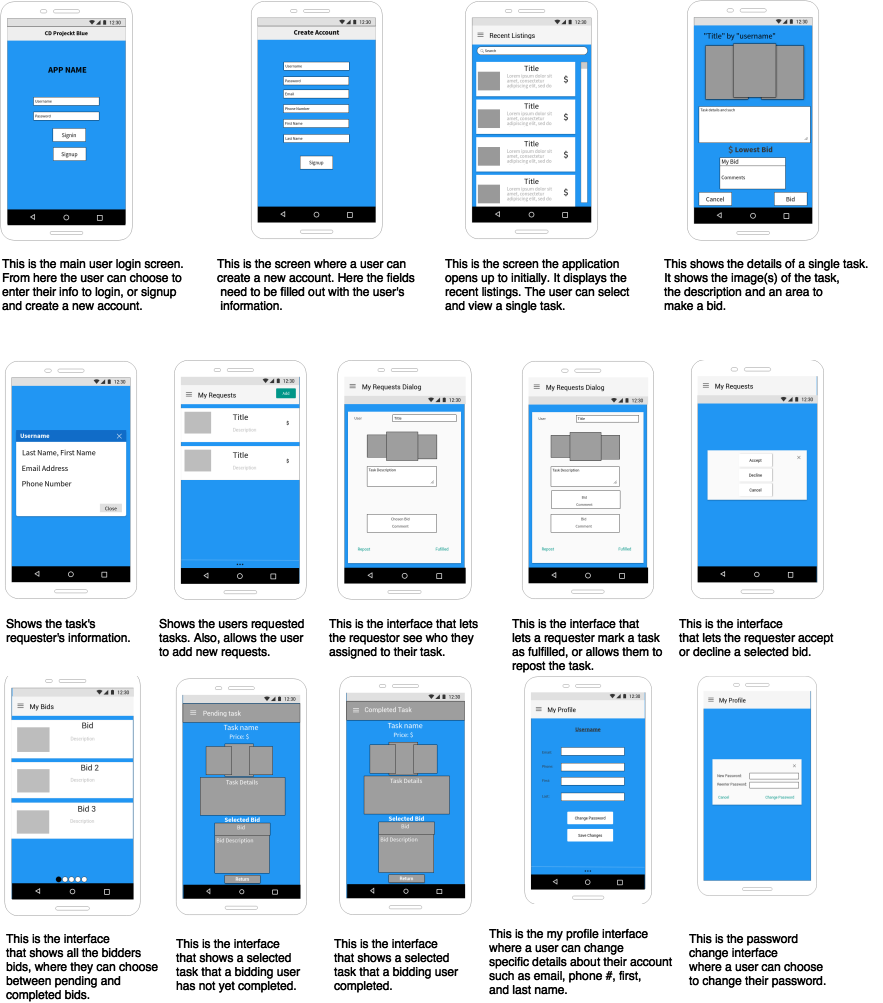 12:30
CD Projeckt Blue
APP NAME
Username
Password
Signin
Signup
This is the main user login screen.
From here the user can choose to
enter their info to login, or signup
and create a new account.
12:30
Create Account
Username
Password
Email
Phone Number
First Name
Last Name
Signup
This is the screen where a user can
create a new account. Here the fields
need to be filled out with the user's
information.
12:30
Recent Listings
Search
Title
Lorem ipsum dolor sit
amet, consectetur
adipiscing elit, sed do
$
Title
Lorem ipsum dolor sit
amet, consectetur
adipiscing elit, sed do
$
Title
Lorem ipsum dolor sit
amet, consectetur
adipiscing elit, sed do
$
Title
Lorem ipsum dolor sit
amet, consectetur
adipiscing elit, sed do
$
This is the screen the application
opens up to initially. It displays the
recent listings. The user can select
and view a single task.
12:30
"Title" by "username"
Task details and such
$ Lowest Bid
My Bid
Comments
Cancel
Bid
This shows the details of a single task.
It shows the image(s) of the task,
the description and an area to
make a bid.
12:30
Username
Last Name, First Name
Email Address
Phone Number
Close
Shows the task's
requester's information.
12:30
My Requests
Add
Title
Description
$
Title
Description
$
Shows the users requested
tasks. Also, allows the user
to add new requests.
My Requests Dialog
12:30
User
Title
Task Description
Chosen Bid
Comment
Repost
Fulfilled
This is the interface that lets
the requestor see who they
assigned to their task.
My Requests Dialog
12:30
User
Title
Task Description
Bid
Comment
Bid
Comment
Repost
Fulfilled
This is the interface that
lets a requester mark a task
as fulfilled, or allows them to
repost the task.
My Requests
12:30
Accept
Decline
Cancel
This is the interface
that lets the requester accept
or decline a selected bid.
12:30
My Bids
Bid
Description
Bid 2
Description
Bid 3
Description
This is the interface
that shows all the bidders
bids, where they can choose
between pending and
completed bids.
12:30
Pending task
Task name
Price: $
Task Details
Selected Bid
Bid
Bid Description
Return
This is the interface
that shows a selected
task that a bidding user
has not yet completed.
12:30
Completed Task
Task name
Price: $
Task Details
Selected Bid
Bid
Bid Description
Return
This is the interface
that shows a selected
task that a bidding user
completed.
12:30
My Profile
Username
Change Password
Save Changes
This is the my profile interface
where a user can change
specific details about their account
such as email, phone #, first,
and last name.
My Profile
12:30
New Password:
Reenter Password:
Cancel
Change Password
This is the password
change interface
where a user can choose
to change their password.